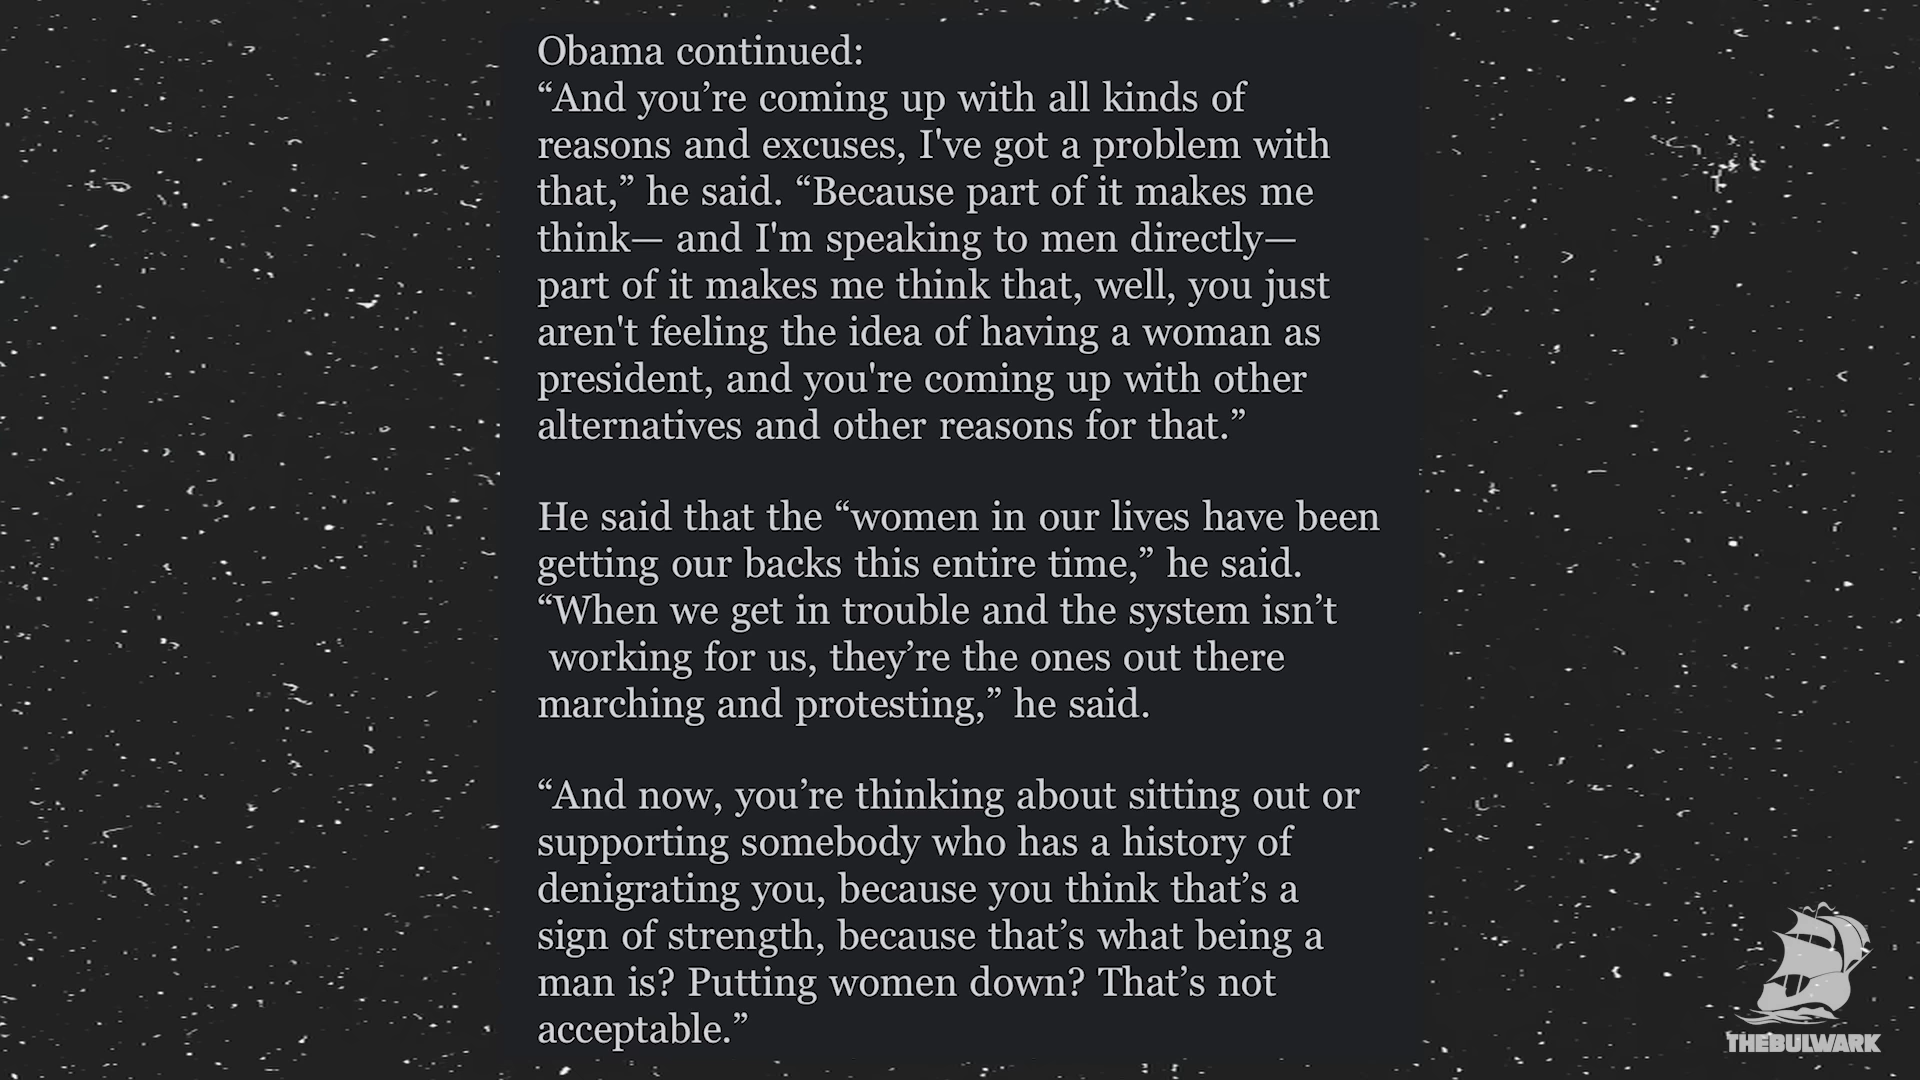 Obama continued:
“And you’re coming up with all kinds of
reasons and excuses, I've got a problem with
that,” he said. “Because part of it makes me
think— and I'm speaking to men directly—
part of it makes me think that, well, you just
aren't feeling the idea of having a woman as
president, and you're coming up with other
alternatives and other reasons for that.”
He said that the “women in our lives have been
getting our backs this entire time,” he said.
“When we get in trouble and the system isn’t
working for us, they’re the ones out there
marching and protesting,” he said.
“And now, you’re thinking about sitting out or
supporting somebody who has a history of
denigrating you, because you think that’s a
sign of strength, because that’s what being a
man is? Putting women down? That’s not
acceptable.”
THEBULWARK